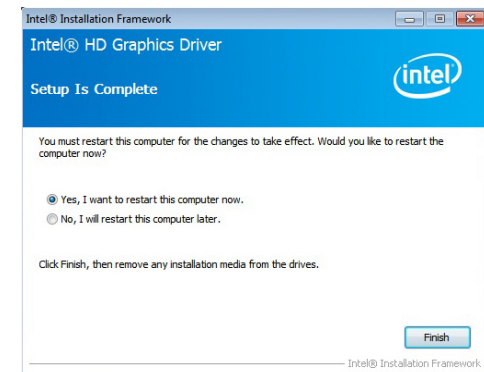 Intel® Installation Framework
Intel® HD Graphics Driver
Setup Is Complete
intel
You must restart this computer for the changes to take effect. Would you like to restart the
computer now?
Yes, I want to restart this computer now.
No, I will restart this computer later.
Click Finish, then remove any installation media from the drives.
Finish
Intel® Installation Framework